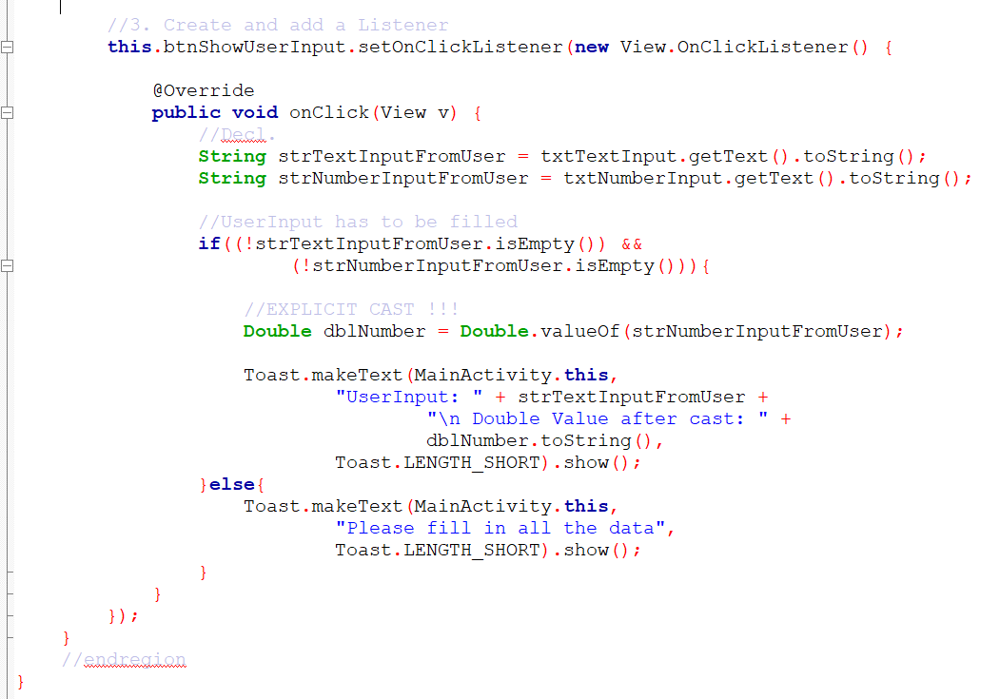 //3. Create and add a Listener
this.btnShowUserInput.setOnClickListener(new View.OnClickListener() {
@Override
public void onClick(View v) {
//Decl.
String strTextInputFromUser = txtTextInput.getText().toString();
String strNumberInputFromUser = txtNumberInput.getText().toString();
//UserInput has to be filled
if((!strTextInputFromUser.isEmpty()) &&
(!strNumberInputFromUser.isEmpty())){
//EXPLICIT CAST !!!
Double dblNumber = Double.valueOf(strNumberInputFromUser);
Toast.makeText(MainActivity.this,
"UserInput: " + strTextInputFromUser +
"\n Double Value after cast: " +
dblNumber.toString(),
Toast.LENGTH_SHORT).show();
}else{
Toast.makeText(MainActivity.this,
"Please fill in all the data",
Toast.LENGTH_SHORT).show();
}
}
});
}
//endregion
}